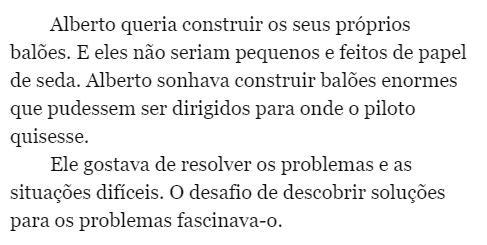 Alberto queria construir os seus próprios
balões. E eles não seriam pequenos e feitos de papel
de seda. Alberto sonhava construir balões enormes
que pudessem ser dirigidos para onde o piloto
quisesse.
Ele gostava de resolver os problemas e as
situações difíceis. O desafio de descobrir soluções
para os problemas fascinava-o.